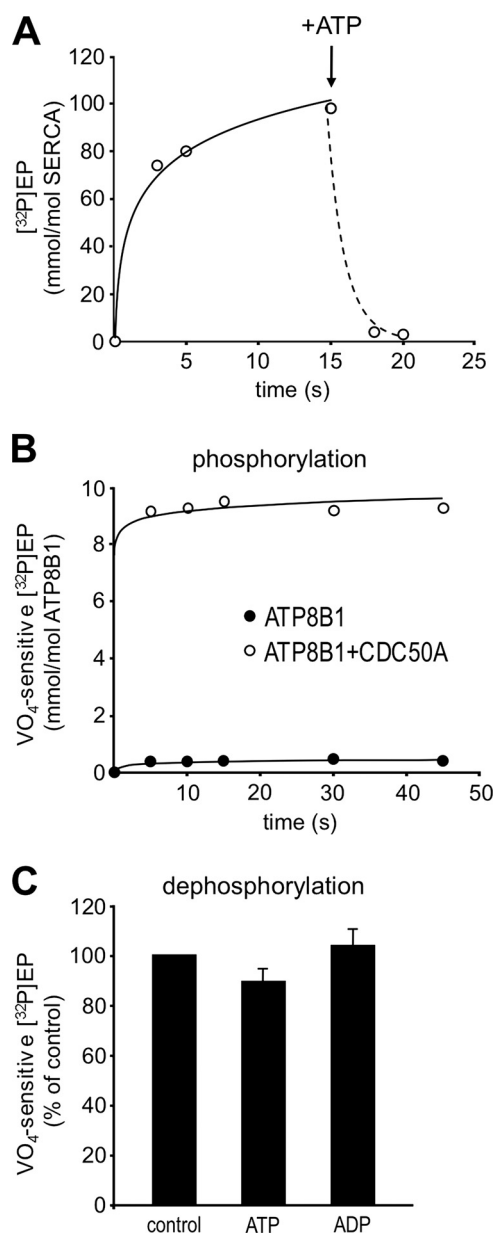 A
+ATP
[³²P]EP
(mmol/mol SERCA)
120
100
80
60
40
20
0
5
10
15
20
25
time (s)
B
phosphorylation
VO₄-sensitive [³²P]EP
(mmol/mol ATP8B1)
10
8
6
4
2
0
ATP8B1
ATP8B1+CDC50A
10
20
30
40
50
time (s)
C
dephosphorylation
VO₄-sensitive [³²P]EP
(% of control)
120
100
80
60
40
20
0
control
ATP
ADP